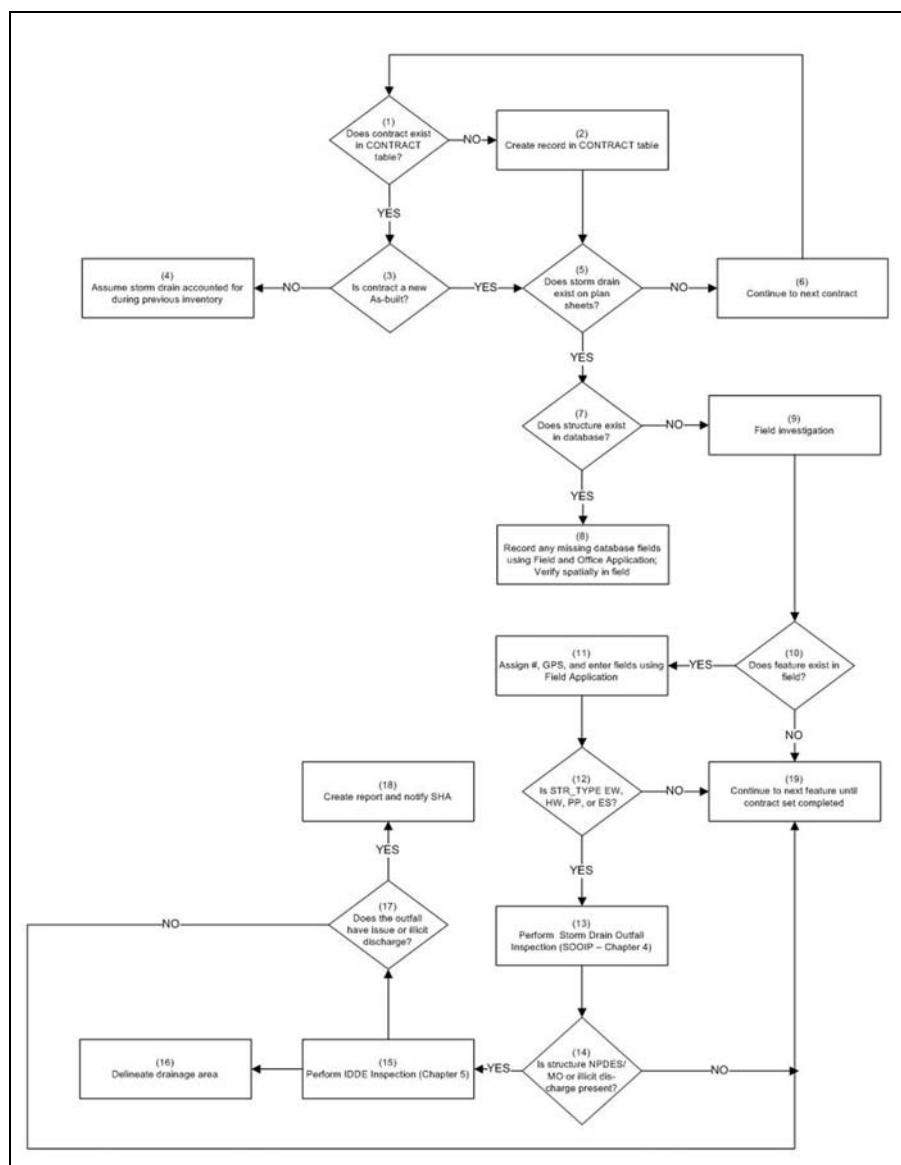 (1)
Does contract exist
in CONTRACT
table?
NO
(2)
Create record in CONTRACT table
YES
(4)
Assume storm drain accounted for
during previous inventory
NO
(3)
Is contract a new
As-built?
YES
(5)
Does storm drain
exist on plan
sheets?
NO
(6)
Continue to next contract
YES
(7)
Does structure exist
in database?
NO
(9)
Field investigation
YES
(8)
Record any missing database fields
using Field and Office Application;
Verify spatially in field
(11)
Assign #, GPS, and enter fields using
Field Application
YES
(10)
Does feature exist in
field?
NO
(18)
Create report and notify SHA
(12)
Is STR_TYPE EW,
HW, PP, or ES?
NO
(19)
Continue to next feature until
contract set completed
YES
YES
NO
(17)
Does the outfall
have issue or illicit
discharge?
(13)
Perform Storm Drain Outfall
Inspection (SDOIP – Chapter 4)
(16)
Delineate drainage area
(15)
Perform IDDE Inspection (Chapter 5)
YES
(14)
Is structure NPDES/
MO or illicit dis-
charge present?
NO